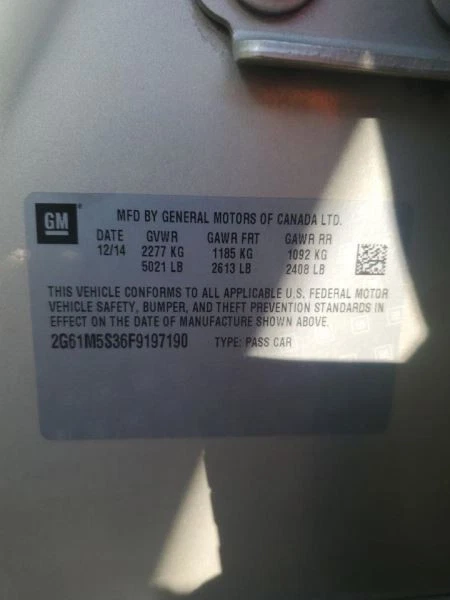 GM ®
MFD BY GENERAL MOTORS OF CANADA LTD.
DATE GVWR GAWR FRT GAWR RR
12/14 2277 KG 1185 KG 1092 KG
5021 LB 2613 LB 2408 LB
THIS VEHICLE CONFORMS TO ALL APPLICABLE U.S. FEDERAL MOTOR
VEHICLE SAFETY, BUMPER, AND THEFT PREVENTION STANDARDS IN
EFFECT ON THE DATE OF MANUFACTURE SHOWN ABOVE.
2G61M5S36F9197190 TYPE: PASS CAR